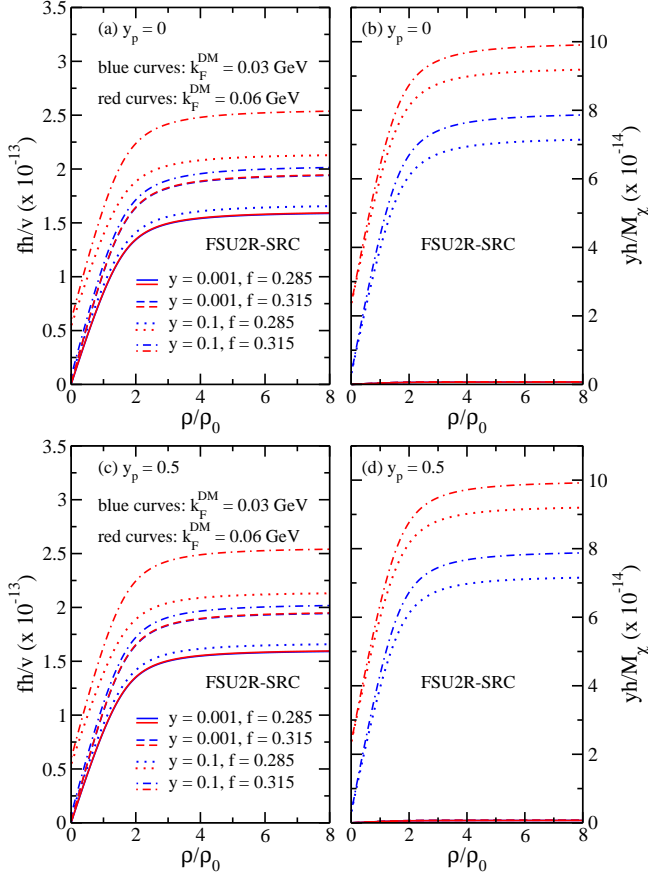 (a) y_p = 0
blue curves: k_F^DM = 0.03 GeV
red curves: k_F^DM = 0.06 GeV
FSU2R-SRC
y = 0.001, f = 0.285
y = 0.001, f = 0.315
y = 0.1, f = 0.285
y = 0.1, f = 0.315
fh/v (x 10^-13)
3.5
3
2.5
2
1.5
1
0.5
0
0 2 4 6 8
ρ/ρ_0
(b) y_p = 0
FSU2R-SRC
10
8
6
4
2
0
yh/M_χ (x 10^-14)
0 2 4 6 8
ρ/ρ_0
(c) y_p = 0.5
blue curves: k_F^DM = 0.03 GeV
red curves: k_F^DM = 0.06 GeV
FSU2R-SRC
y = 0.001, f = 0.285
y = 0.001, f = 0.315
y = 0.1, f = 0.285
y = 0.1, f = 0.315
fh/v (x 10^-13)
3.5
3
2.5
2
1.5
1
0.5
0
0 2 4 6 8
ρ/ρ_0
(d) y_p = 0.5
FSU2R-SRC
10
8
6
4
2
0
yh/M_χ (x 10^-14)
0 2 4 6 8
ρ/ρ_0